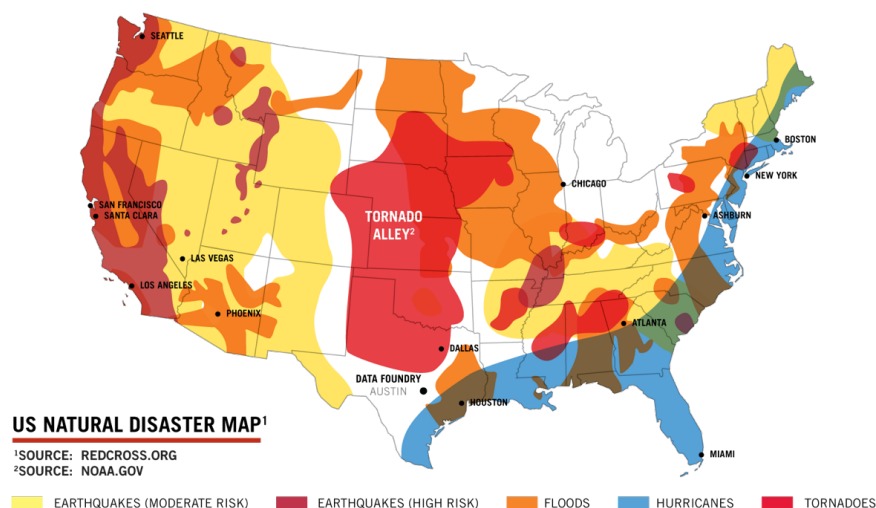 SEATTLE
BOSTON
NEW YORK
CHICAGO
SAN FRANCISCO
SANTA CLARA
TORNADO
ALLEY²
ASHBURN
LAS VEGAS
LOS ANGELES
PHOENIX
ATLANTA
DALLAS
DATA FOUNDRY
AUSTIN
HOUSTON
US NATURAL DISASTER MAP¹
¹SOURCE: REDCROSS.ORG
²SOURCE: NOAA.GOV
MIAMI
EARTHQUAKES (MODERATE RISK)
EARTHQUAKES (HIGH RISK)
FLOODS
HURRICANES
TORNADOES